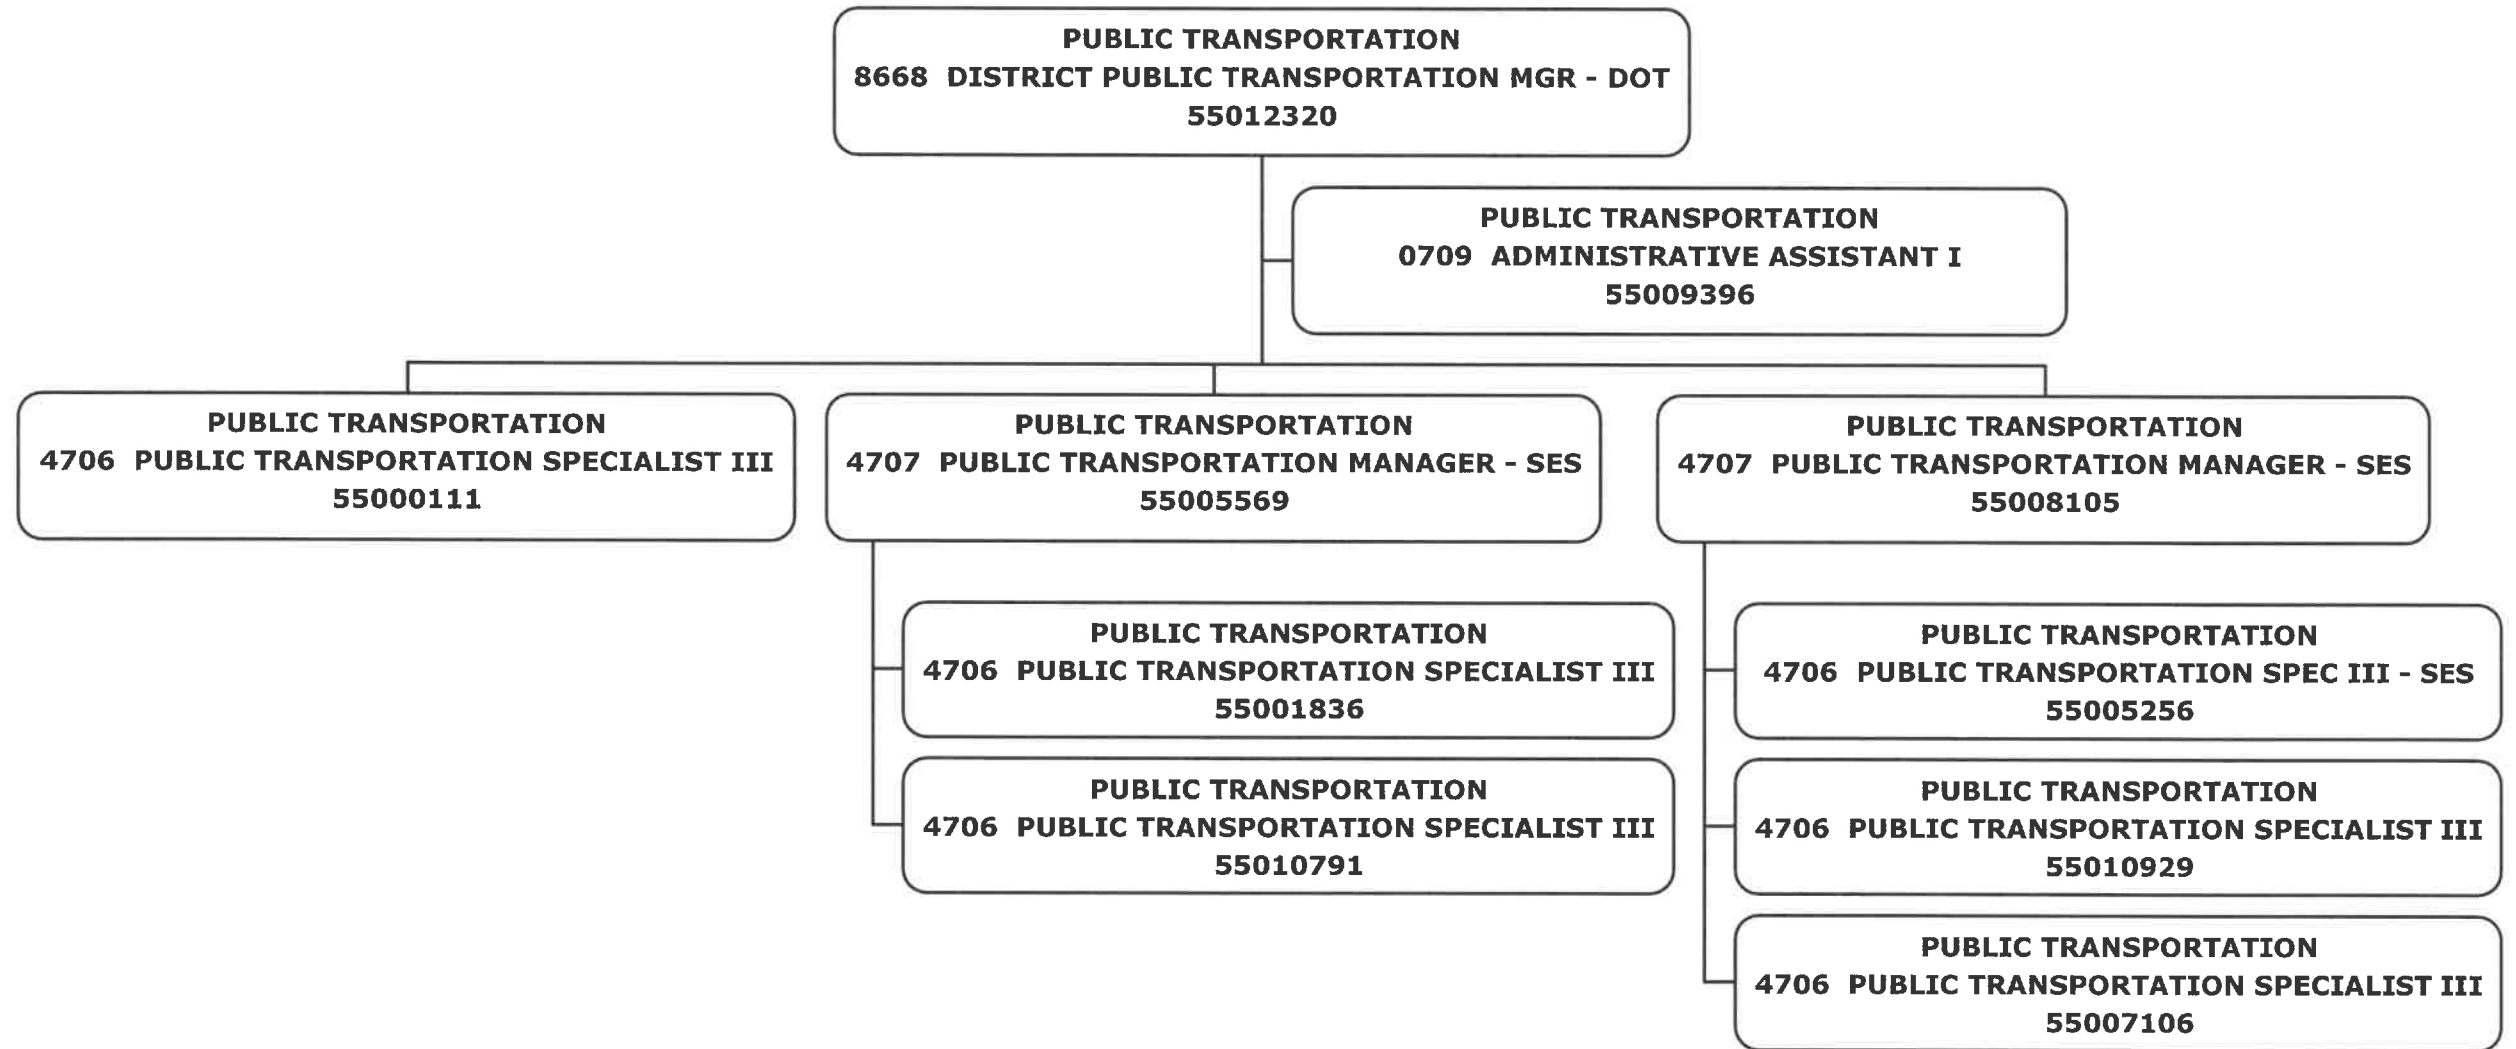 PUBLIC TRANSPORTATION
8668 DISTRICT PUBLIC TRANSPORTATION MGR - DOT
55012320
PUBLIC TRANSPORTATION
0709 ADMINISTRATIVE ASSISTANT I
55009396
PUBLIC TRANSPORTATION
4706 PUBLIC TRANSPORTATION SPECIALIST III
55000111
PUBLIC TRANSPORTATION
4707 PUBLIC TRANSPORTATION MANAGER - SES
55005569
PUBLIC TRANSPORTATION
4706 PUBLIC TRANSPORTATION SPECIALIST III
55001836
PUBLIC TRANSPORTATION
4706 PUBLIC TRANSPORTATION SPECIALIST III
55010791
PUBLIC TRANSPORTATION
4707 PUBLIC TRANSPORTATION MANAGER - SES
55008105
PUBLIC TRANSPORTATION
4706 PUBLIC TRANSPORTATION SPEC III - SES
55005256
PUBLIC TRANSPORTATION
4706 PUBLIC TRANSPORTATION SPECIALIST III
55010929
PUBLIC TRANSPORTATION
4706 PUBLIC TRANSPORTATION SPECIALIST III
55007106